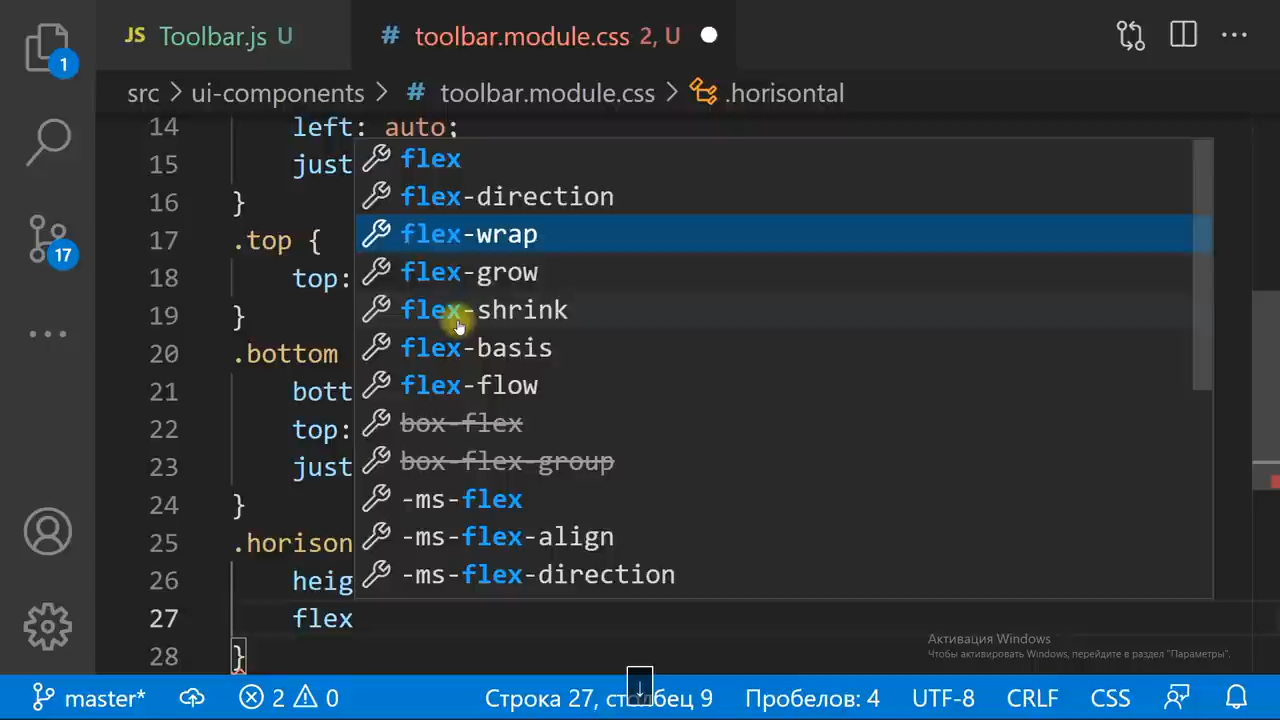 JS Toolbar.js U
# toolbar.module.css 2, U
1
src > ui-components > # toolbar.module.css > .horisontal
14 left: auto;
15 just
16 }
17 .top {
18 top:
19 }
20 .bottom
21 bott
22 top:
23 just
24 }
25 .horison
26 heig
27 flex
28 }
flex
flex-direction
flex-wrap
flex-grow
flex-shrink
flex-basis
flex-flow
box-flex
box-flex-group
-ms-flex
-ms-flex-align
-ms-flex-direction
17
Активация Windows
Чтобы активировать Windows, перейдите в раздел "Параметры".
master* 2 0 Строка 27, столбец 9 Пробелов: 4 UTF-8 CRLF CSS
↓